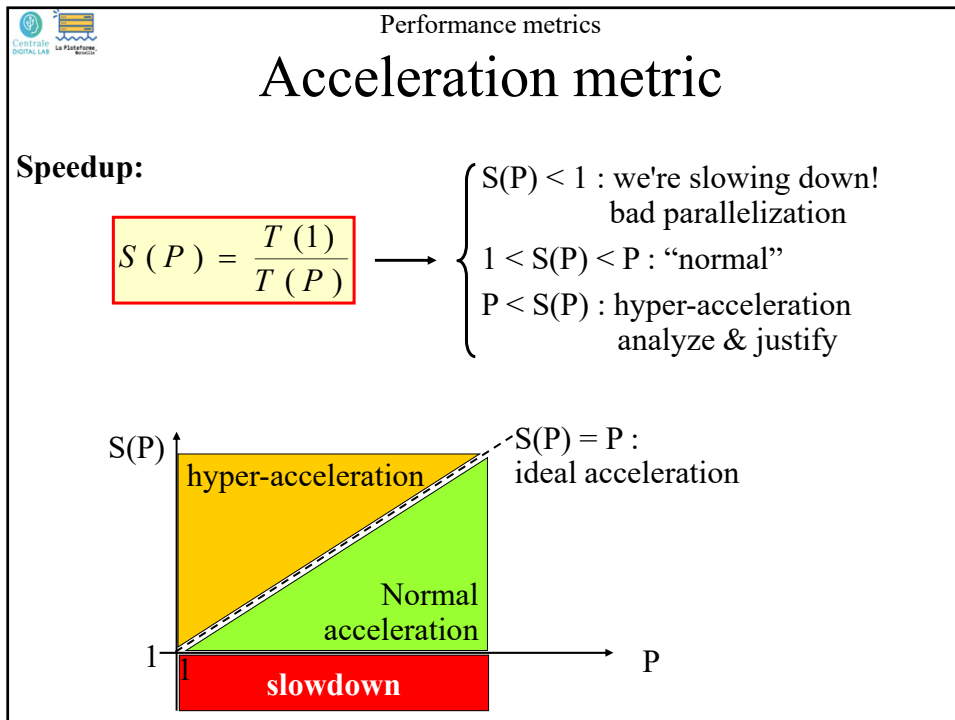 Performance metrics
Centrale
DIGITAL LAB
La Plateforme_
Marseille
Acceleration metric
Speedup:
S(P) < 1 : we're slowing down!
bad parallelization
S ( P ) = T (1) / T ( P )
1 < S(P) < P : “normal”
P < S(P) : hyper-acceleration
analyze & justify
S(P)
S(P) = P :
ideal acceleration
hyper-acceleration
Normal
acceleration
1
1
P
slowdown